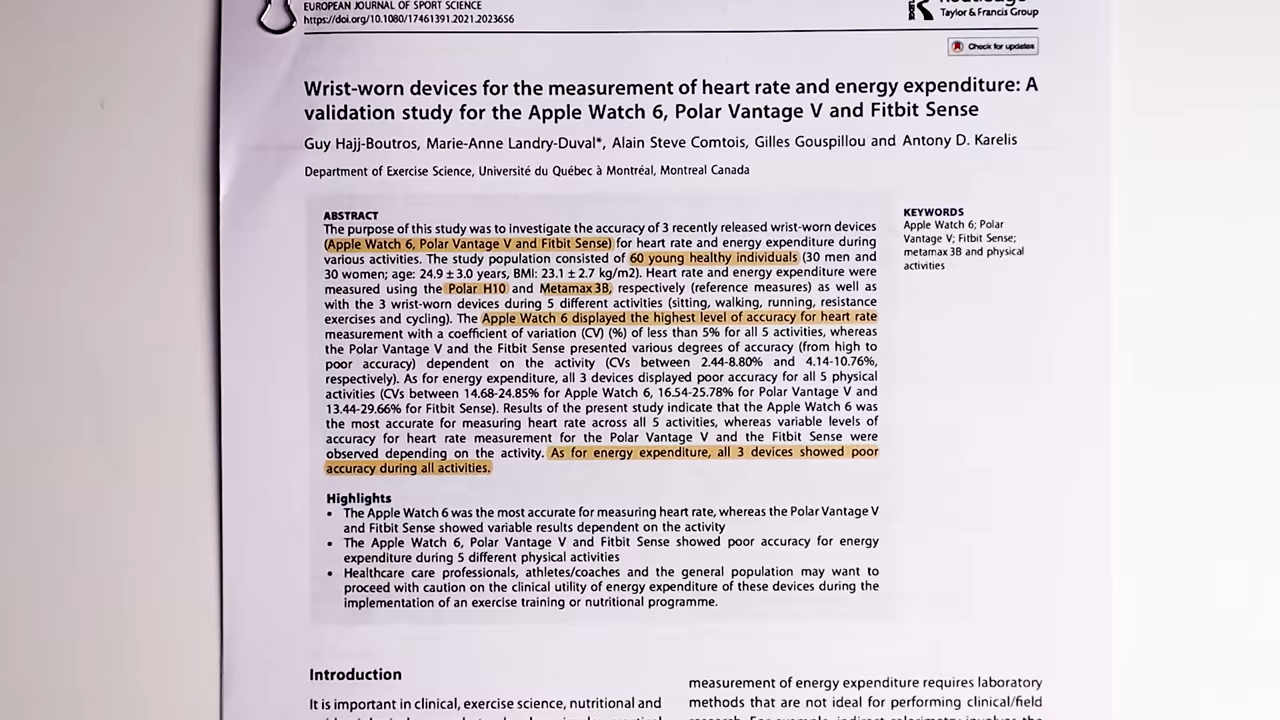 EUROPEAN JOURNAL OF SPORT SCIENCE
https://doi.org/10.1080/17461391.2021.2023656
Taylor & Francis Group
Check for updates
Wrist-worn devices for the measurement of heart rate and energy expenditure: A
validation study for the Apple Watch 6, Polar Vantage V and Fitbit Sense
Guy Hajj-Boutros, Marie-Anne Landry-Duval*, Alain Steve Comtois, Gilles Gouspillou and Antony D. Karelis
Department of Exercise Science, Université du Québec à Montréal, Montreal Canada
ABSTRACT
The purpose of this study was to investigate the accuracy of 3 recently released wrist-worn devices
(Apple Watch 6, Polar Vantage V and Fitbit Sense) for heart rate and energy expenditure during
various activities. The study population consisted of 60 young healthy individuals (30 men and
30 women; age: 24.9 ± 3.0 years, BMI: 23.1 ± 2.7 kg/m2). Heart rate and energy expenditure were
measured using the Polar H10 and Metamax 3B, respectively (reference measures) as well as
with the 3 wrist-worn devices during 5 different activities (sitting, walking, running, resistance
exercises and cycling). The Apple Watch 6 displayed the highest level of accuracy for heart rate
measurement with a coefficient of variation (CV) (%) of less than 5% for all 5 activities, whereas
the Polar Vantage V and the Fitbit Sense presented various degrees of accuracy (from high to
poor accuracy) dependent on the activity (CVs between 2.44-8.80% and 4.14-10.76%,
respectively). As for energy expenditure, all 3 devices displayed poor accuracy for all 5 physical
activities (CVs between 14.68-24.85% for Apple Watch 6, 16.54-25.78% for Polar Vantage V and
13.44-29.66% for Fitbit Sense). Results of the present study indicate that the Apple Watch 6 was
the most accurate for measuring heart rate across all 5 activities, whereas variable levels of
accuracy for heart rate measurement for the Polar Vantage V and the Fitbit Sense were
observed depending on the activity. As for energy expenditure, all 3 devices showed poor
accuracy during all activities.
Highlights
• The Apple Watch 6 was the most accurate for measuring heart rate, whereas the Polar Vantage V
and Fitbit Sense showed variable results dependent on the activity
• The Apple Watch 6, Polar Vantage V and Fitbit Sense showed poor accuracy for energy
expenditure during 5 different physical activities
• Healthcare care professionals, athletes/coaches and the general population may want to
proceed with caution on the clinical utility of energy expenditure of these devices during the
implementation of an exercise training or nutritional programme.
KEYWORDS
Apple Watch 6; Polar
Vantage V; Fitbit Sense;
metamax 3B and physical
activities
Introduction
It is important in clinical, exercise science, nutritional and
measurement of energy expenditure requires laboratory
methods that are not ideal for performing clinical/field